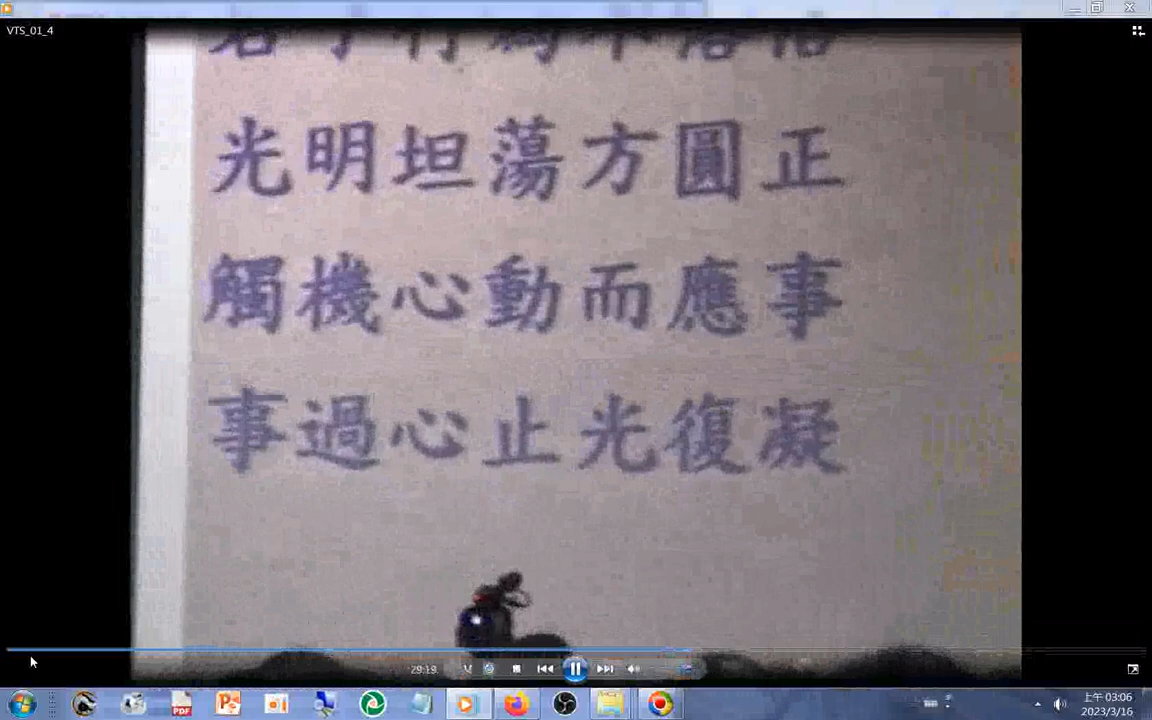 VTS_01_4
光明坦蕩方圓正
觸機心動而應事
事過心止光復凝
29:19
PDF
上午 03:06
2023/3/16